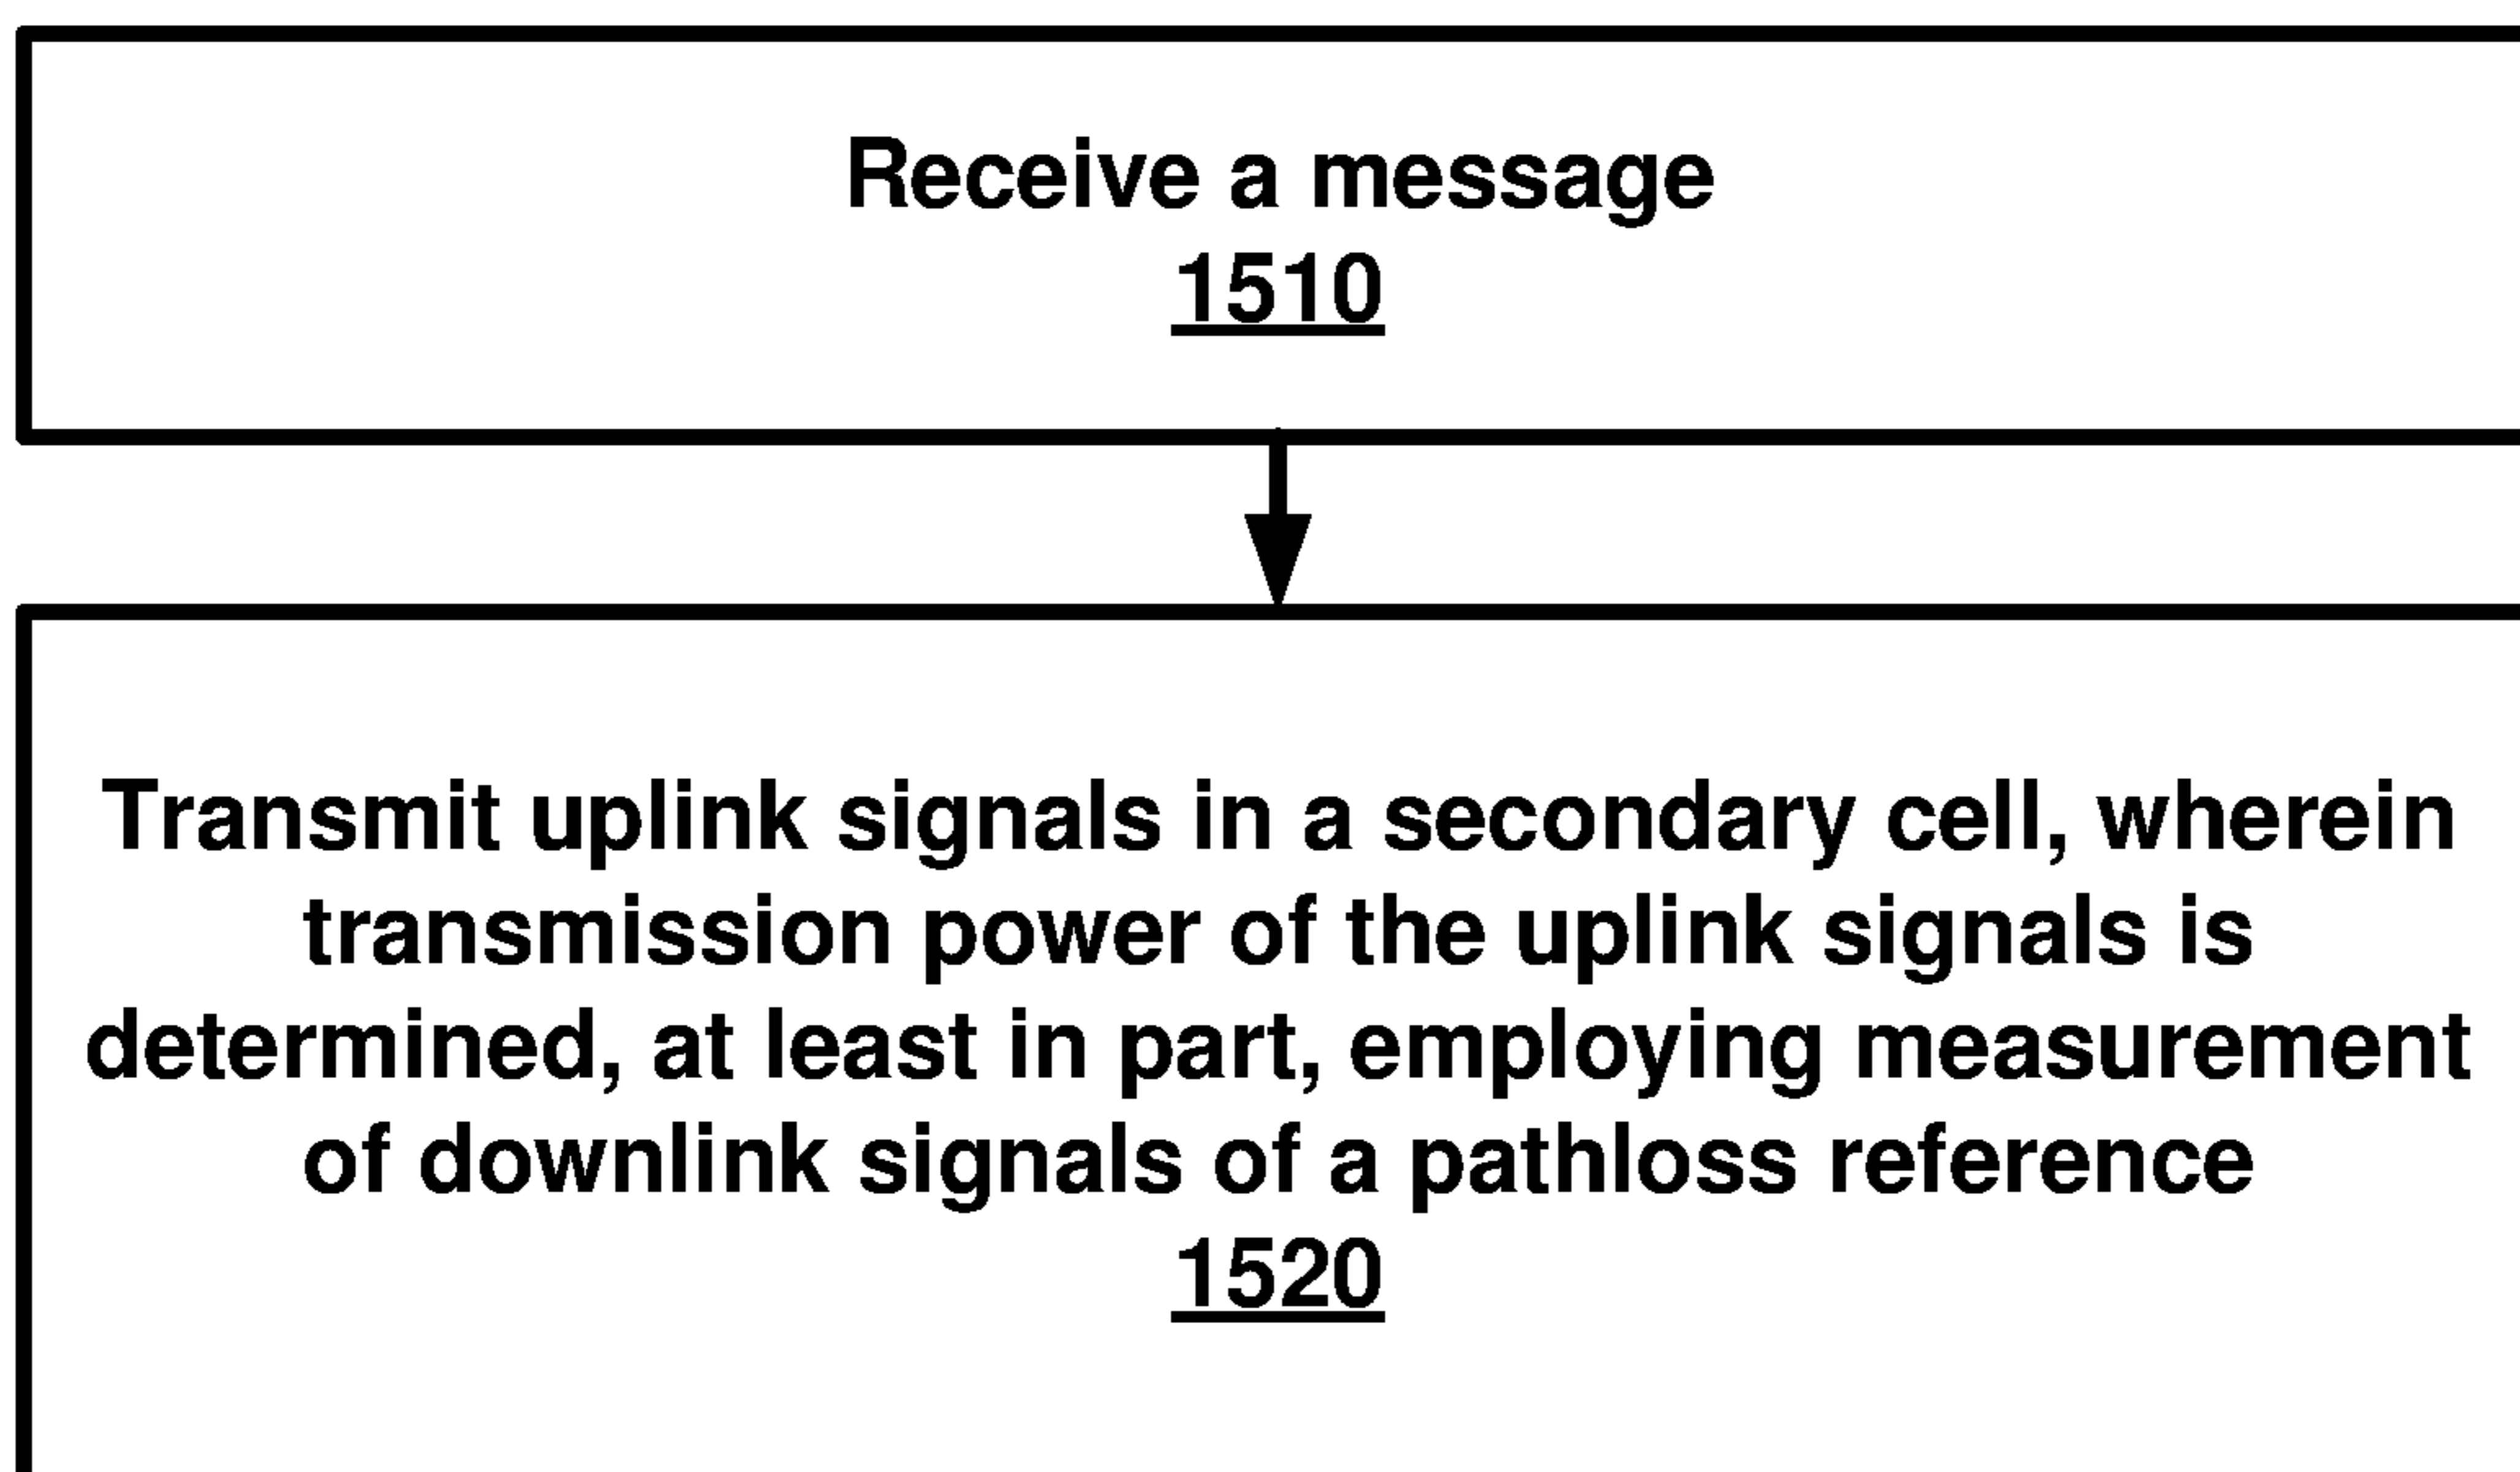 Receive a message
1510
Transmit uplink signals in a secondary cell, wherein
transmission power of the uplink signals is
determined, at least in part, employing measurement
of downlink signals of a pathloss reference
1520